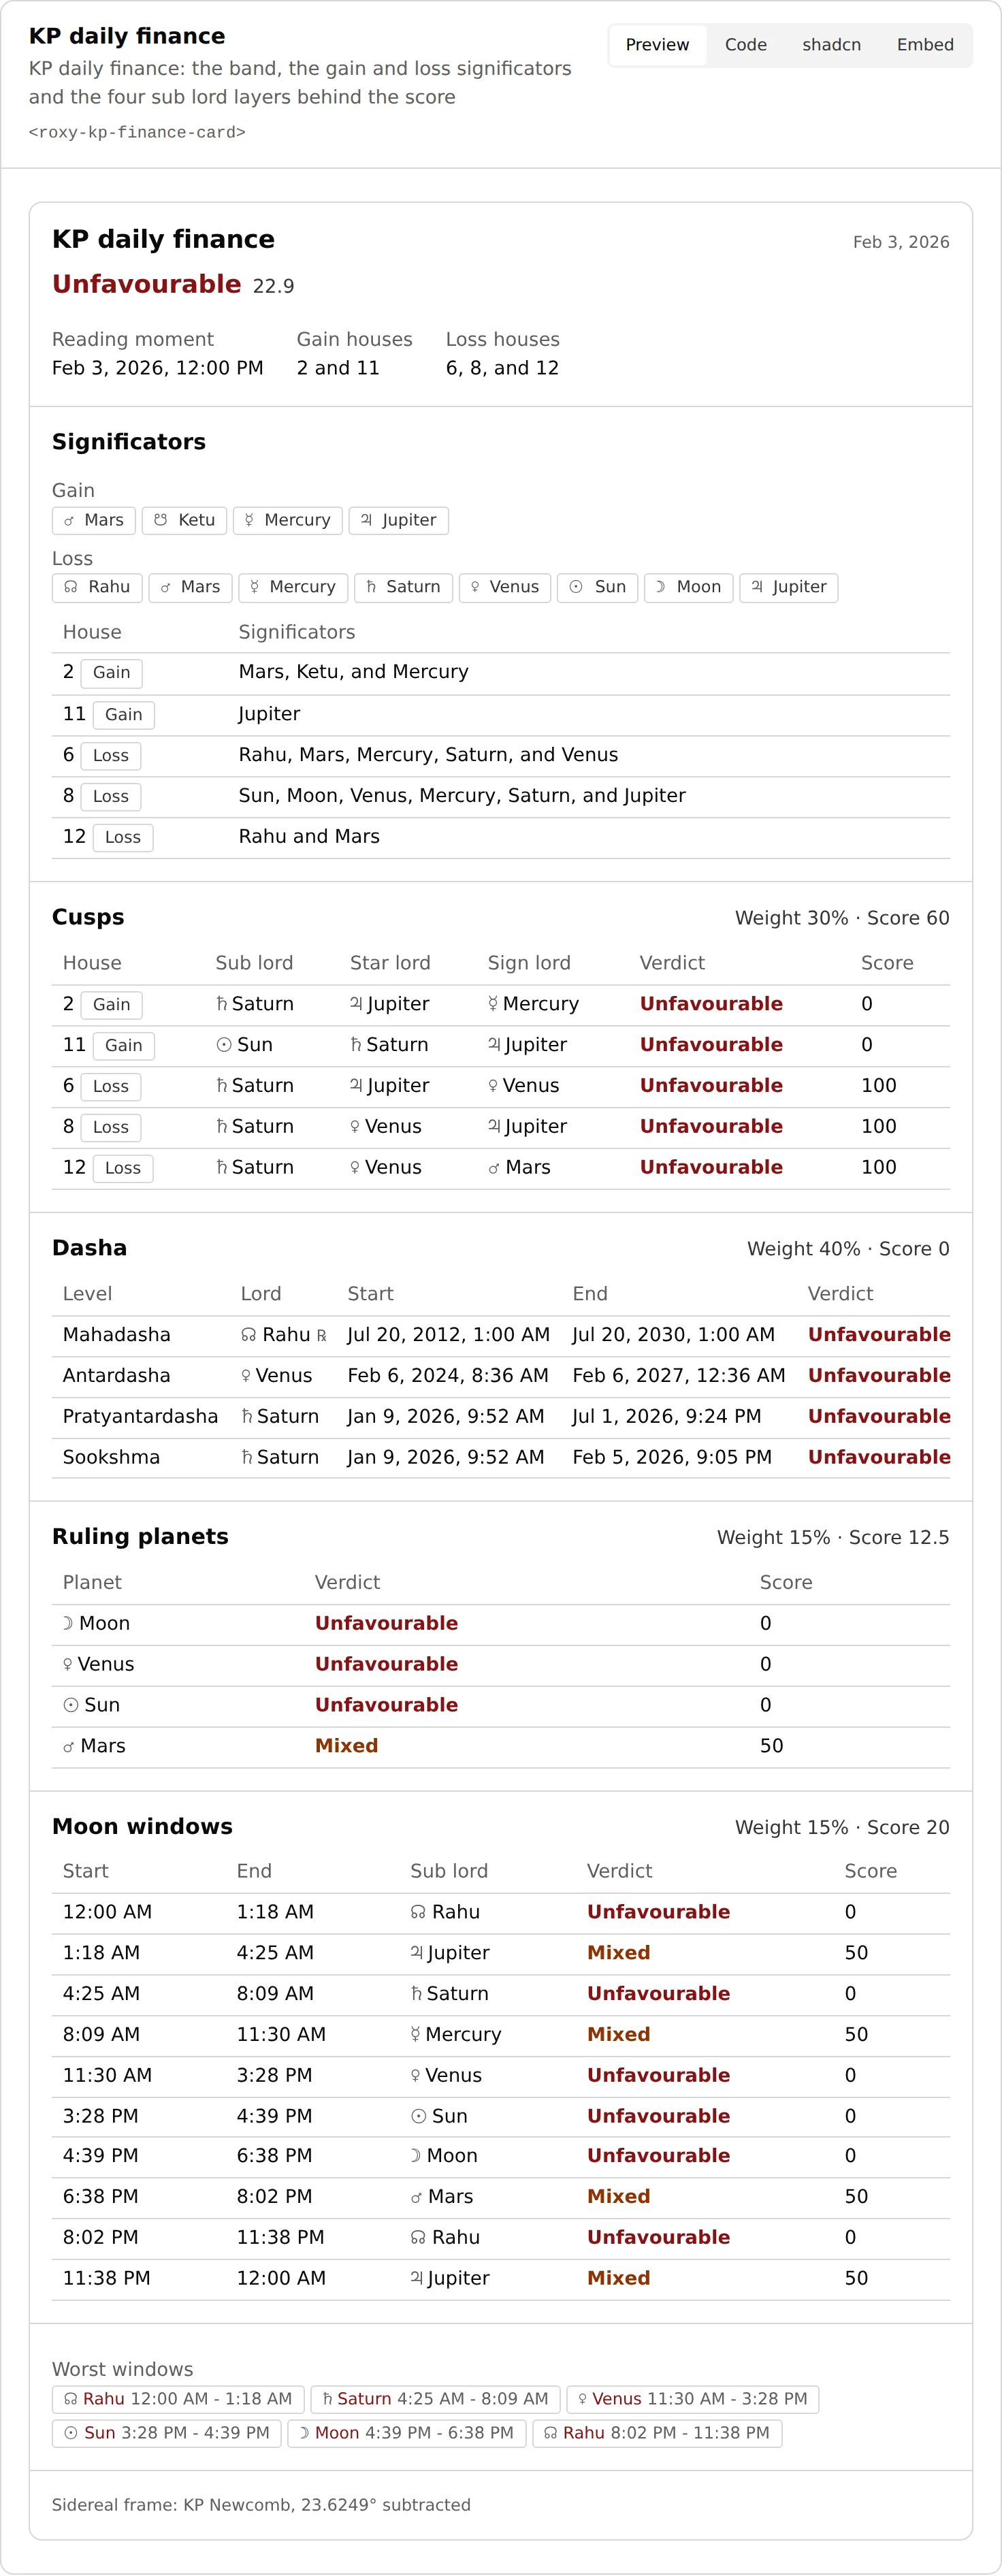 KP daily finance
Preview Code shadcn Embed
KP daily finance: the band, the gain and loss significators
and the four sub lord layers behind the score
<roxy-kp-finance-card>
KP daily finance Feb 3, 2026
Unfavourable 22.9
Reading moment Gain houses Loss houses
Feb 3, 2026, 12:00 PM 2 and 11 6, 8, and 12
Significators
Gain
♂ Mars ☋ Ketu ☿ Mercury ♃ Jupiter
Loss
☊ Rahu ♂ Mars ☿ Mercury ♄ Saturn ♀ Venus ☉ Sun ☽ Moon ♃ Jupiter
House Significators
2 Gain Mars, Ketu, and Mercury
11 Gain Jupiter
6 Loss Rahu, Mars, Mercury, Saturn, and Venus
8 Loss Sun, Moon, Venus, Mercury, Saturn, and Jupiter
12 Loss Rahu and Mars
Cusps Weight 30% · Score 60
House Sub lord Star lord Sign lord Verdict Score
2 Gain ♄ Saturn ♃ Jupiter ☿ Mercury Unfavourable 0
11 Gain ☉ Sun ♄ Saturn ♃ Jupiter Unfavourable 0
6 Loss ♄ Saturn ♃ Jupiter ♀ Venus Unfavourable 100
8 Loss ♄ Saturn ♀ Venus ♃ Jupiter Unfavourable 100
12 Loss ♄ Saturn ♀ Venus ♂ Mars Unfavourable 100
Dasha Weight 40% · Score 0
Level Lord Start End Verdict
Mahadasha ☊ Rahu ℞ Jul 20, 2012, 1:00 AM Jul 20, 2030, 1:00 AM Unfavourable
Antardasha ♀ Venus Feb 6, 2024, 8:36 AM Feb 6, 2027, 12:36 AM Unfavourable
Pratyantardasha ♄ Saturn Jan 9, 2026, 9:52 AM Jul 1, 2026, 9:24 PM Unfavourable
Sookshma ♄ Saturn Jan 9, 2026, 9:52 AM Feb 5, 2026, 9:05 PM Unfavourable
Ruling planets Weight 15% · Score 12.5
Planet Verdict Score
☽ Moon Unfavourable 0
♀ Venus Unfavourable 0
☉ Sun Unfavourable 0
♂ Mars Mixed 50
Moon windows Weight 15% · Score 20
Start End Sub lord Verdict Score
12:00 AM 1:18 AM ☊ Rahu Unfavourable 0
1:18 AM 4:25 AM ♃ Jupiter Mixed 50
4:25 AM 8:09 AM ♄ Saturn Unfavourable 0
8:09 AM 11:30 AM ☿ Mercury Mixed 50
11:30 AM 3:28 PM ♀ Venus Unfavourable 0
3:28 PM 4:39 PM ☉ Sun Unfavourable 0
4:39 PM 6:38 PM ☽ Moon Unfavourable 0
6:38 PM 8:02 PM ♂ Mars Mixed 50
8:02 PM 11:38 PM ☊ Rahu Unfavourable 0
11:38 PM 12:00 AM ♃ Jupiter Mixed 50
Worst windows
☊ Rahu 12:00 AM - 1:18 AM ♄ Saturn 4:25 AM - 8:09 AM ♀ Venus 11:30 AM - 3:28 PM
☉ Sun 3:28 PM - 4:39 PM ☽ Moon 4:39 PM - 6:38 PM ☊ Rahu 8:02 PM - 11:38 PM
Sidereal frame: KP Newcomb, 23.6249° subtracted